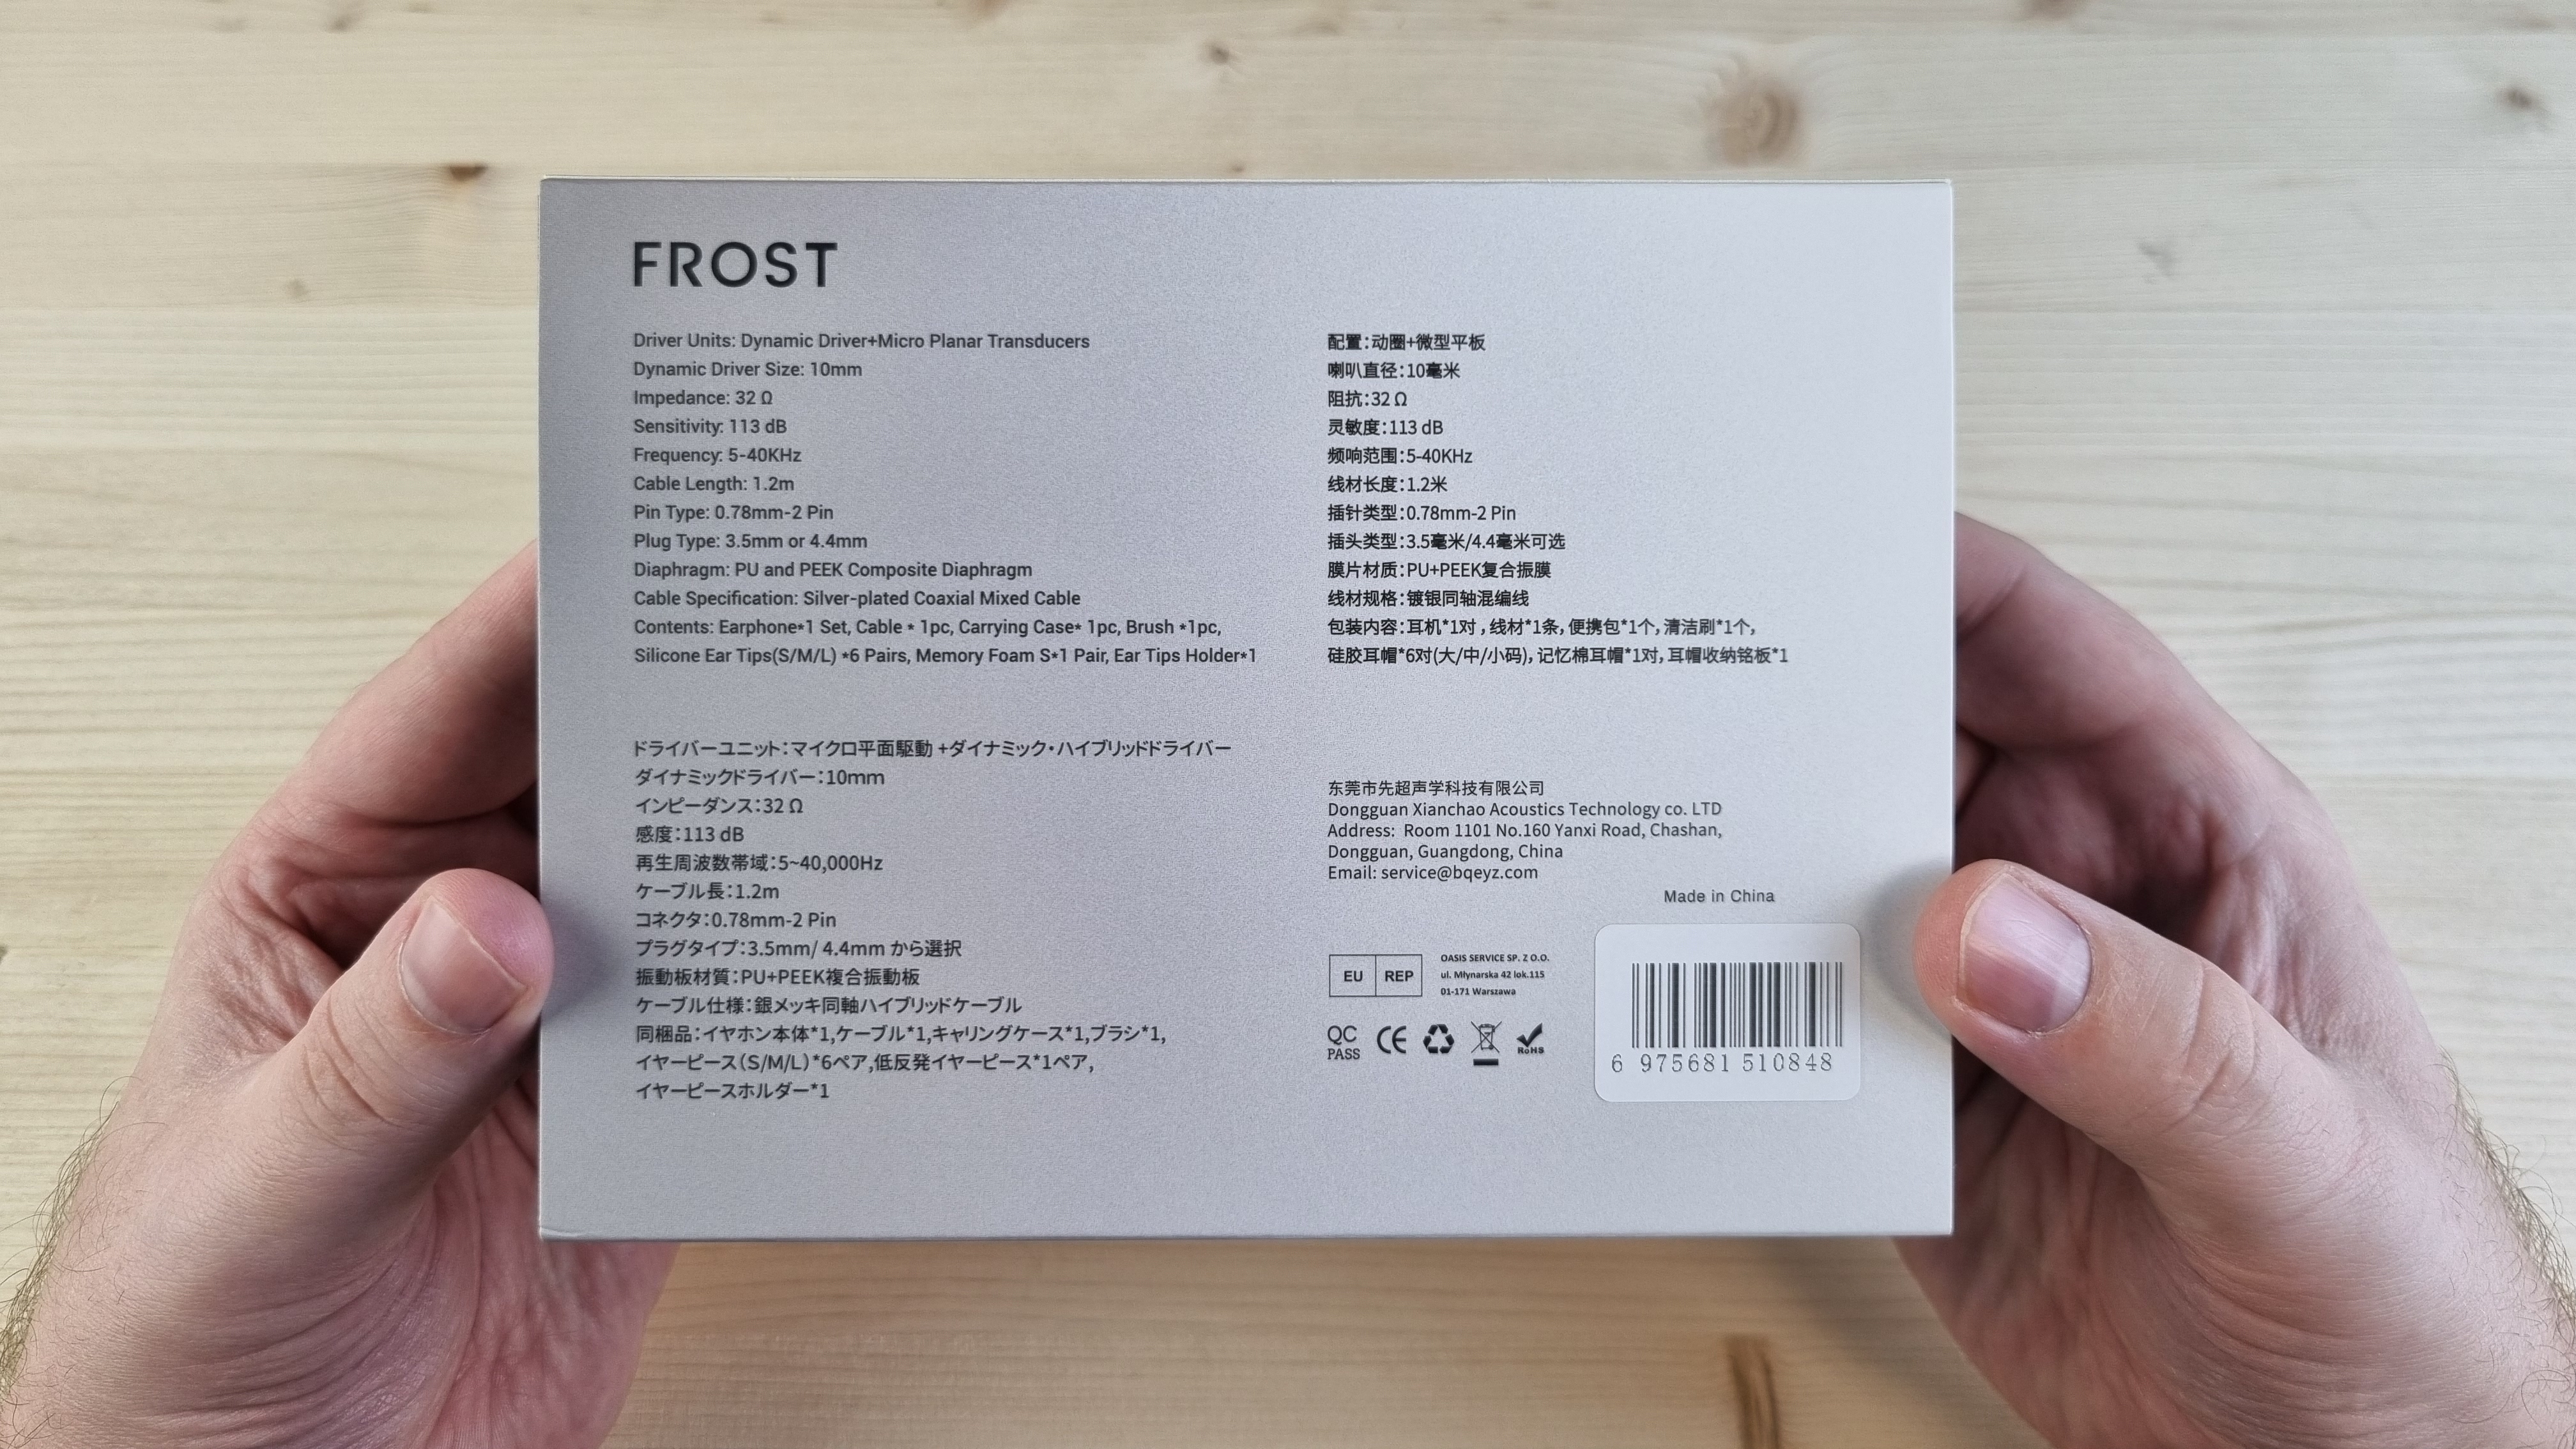 FROST
Driver Units: Dynamic Driver+Micro Planar Transducers
Dynamic Driver Size: 10mm
Impedance: 32 Ω
Sensitivity: 113 dB
Frequency: 5-40KHz
Cable Length: 1.2m
Pin Type: 0.78mm-2 Pin
Plug Type: 3.5mm or 4.4mm
Diaphragm: PU and PEEK Composite Diaphragm
Cable Specification: Silver-plated Coaxial Mixed Cable
Contents: Earphone*1 Set, Cable * 1pc, Carrying Case* 1pc, Brush *1pc,
Silicone Ear Tips(S/M/L) *6 Pairs, Memory Foam S*1 Pair, Ear Tips Holder*1
配置：动圈+微型平板
喇叭直径：10毫米
阻抗：32 Ω
灵敏度：113 dB
频响范围：5-40KHz
线材长度：1.2米
插针类型：0.78mm-2 Pin
插头类型：3.5毫米/4.4毫米可选
膜片材质：PU+PEEK复合振膜
线材规格：镀银同轴混编线
包装内容：耳机*1对，线材*1条，便携包*1个，清洁刷*1个，
硅胶耳帽*6对(大/中/小码)，记忆棉耳帽*1对，耳帽收纳铭板*1
ドライバーユニット：マイクロ平面駆動 +ダイナミック・ハイブリッドドライバー
ダイナミックドライバー：10mm
インピーダンス：32 Ω
感度：113 dB
再生周波数帯域：5~40,000Hz
ケーブル長：1.2m
コネクタ：0.78mm-2 Pin
プラグタイプ：3.5mm/ 4.4mm から選択
振動板材質：PU+PEEK複合振動板
ケーブル仕様：銀メッキ同軸ハイブリッドケーブル
同梱品：イヤホン本体*1,ケーブル*1,キャリングケース*1,ブラシ*1,
イヤーピース（S/M/L）*6ペア,低反発イヤーピース*1ペア,
イヤーピースホルダー*1
东莞市先超声学科技有限公司
Dongguan Xianchao Acoustics Technology co. LTD
Address: Room 1101 No.160 Yanxi Road, Chashan,
Dongguan, Guangdong, China
Email: service@bqeyz.com
Made in China
EU REP
OASIS SERVICE SP. Z O.O.
ul. Młynarska 42 lok.115
01-171 Warszawa
QC
PASS
CE
RoHS
6 975681 510848